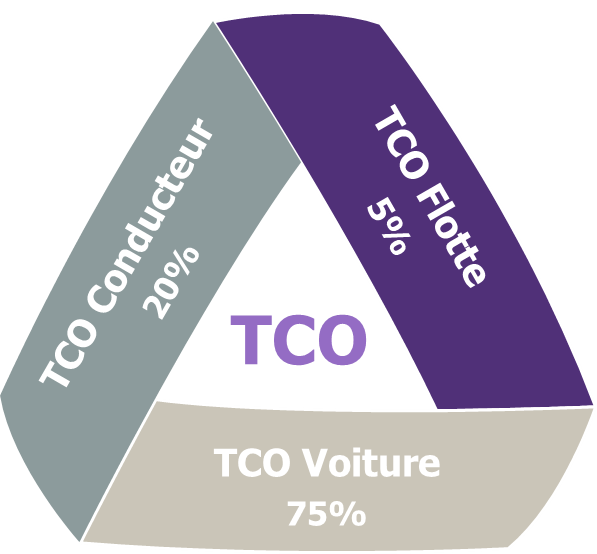 TCO Conducteur
20%
TCO Flotte
5%
TCO
TCO Voiture
75%